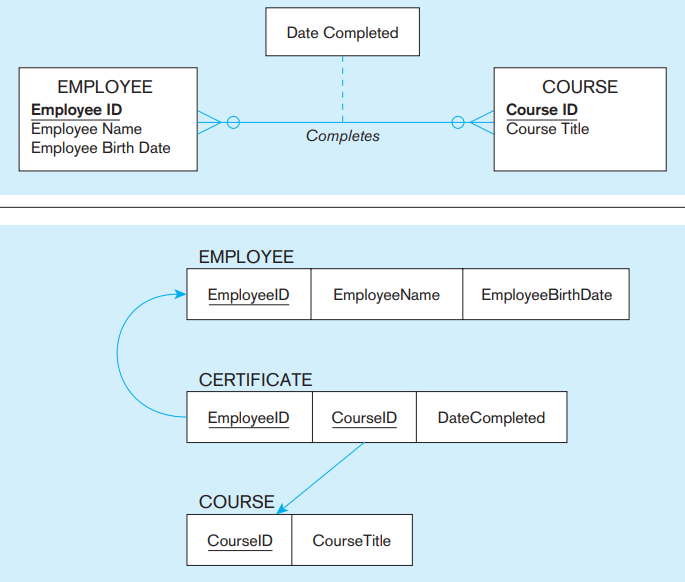 Date Completed
EMPLOYEE
Employee ID
Employee Name
Employee Birth Date
Completes
COURSE
Course ID
Course Title
EMPLOYEE
EmployeeID EmployeeName EmployeeBirthDate
CERTIFICATE
EmployeeID CourseID DateCompleted
COURSE
CourseID CourseTitle